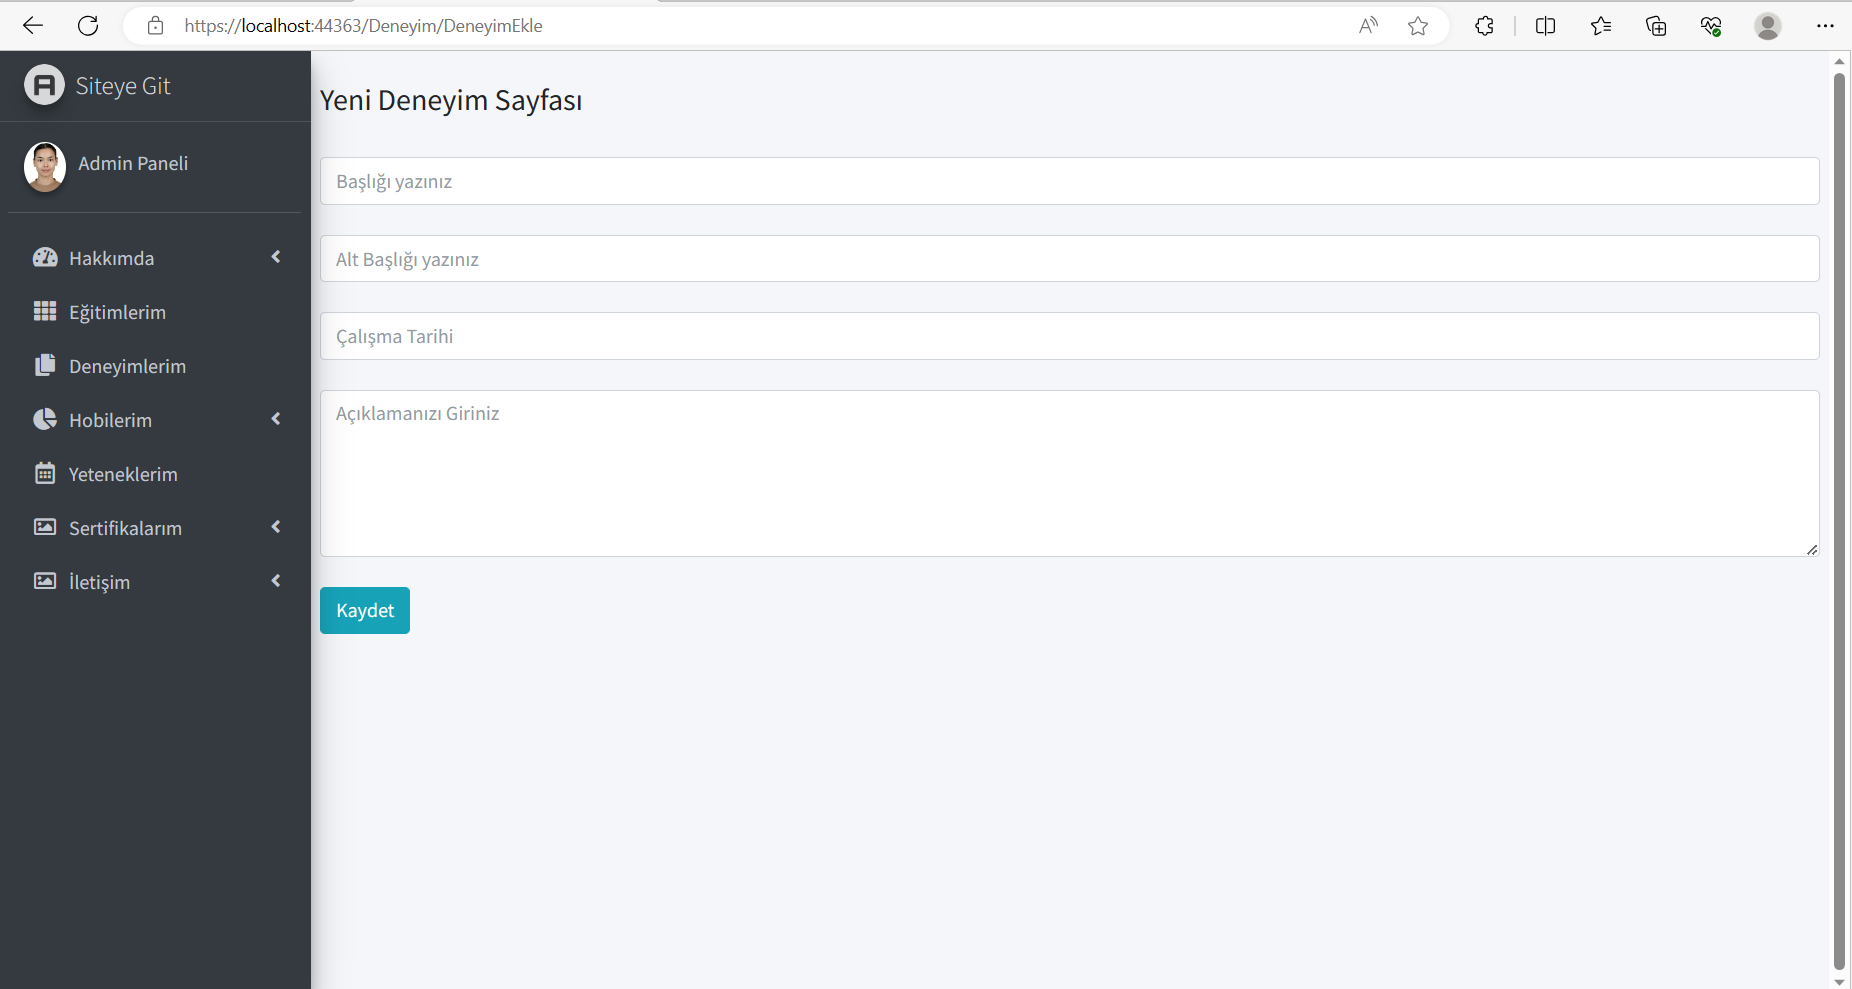 https://localhost:44363/Deneyim/DeneyimEkle
Siteye Git
Admin Paneli
Hakkımda
Eğitimlerim
Deneyimlerim
Hobilerim
Yeteneklerim
Sertifikalarım
İletişim
Yeni Deneyim Sayfası
Başlığı yazınız
Alt Başlığı yazınız
Çalışma Tarihi
Açıklamanızı Giriniz
Kaydet